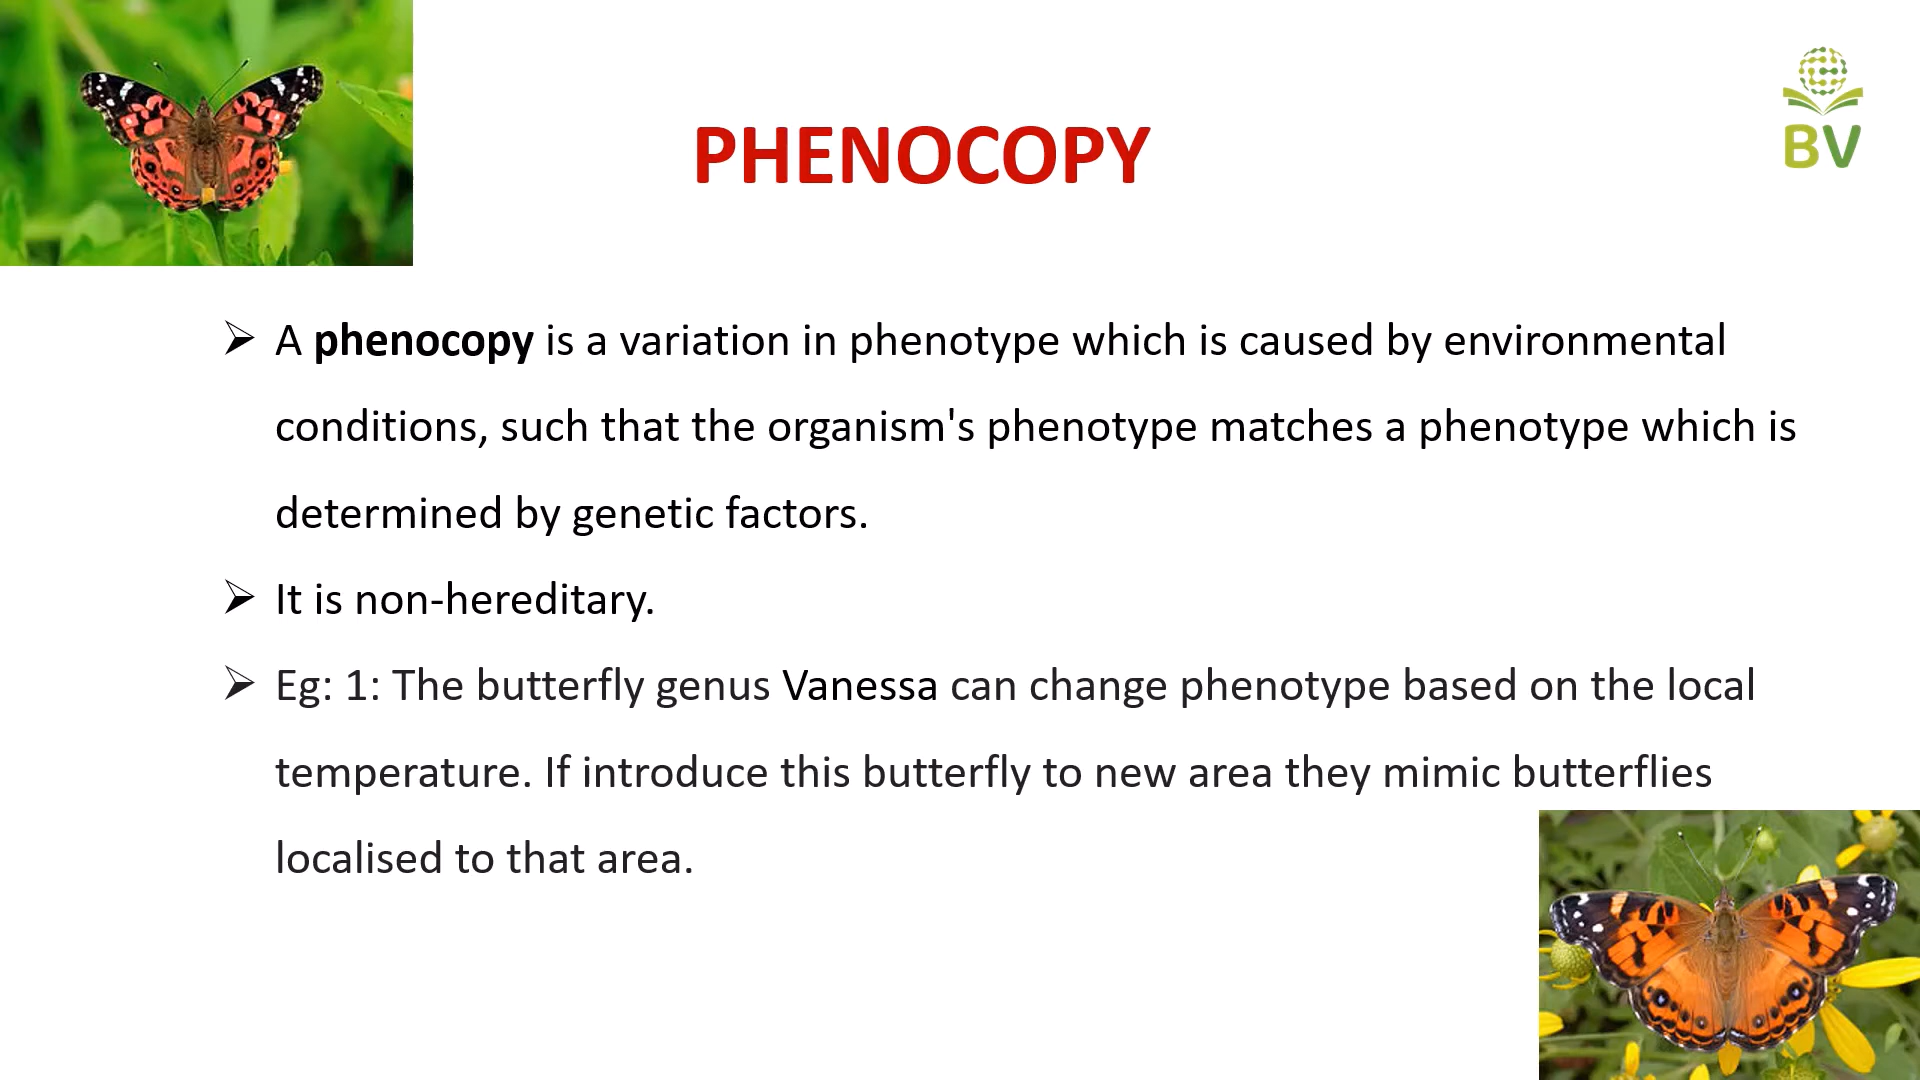 BV
PHENOCOPY
➢ A phenocopy is a variation in phenotype which is caused by environmental
conditions, such that the organism's phenotype matches a phenotype which is
determined by genetic factors.
➢ It is non-hereditary.
➢ Eg: 1: The butterfly genus Vanessa can change phenotype based on the local
temperature. If introduce this butterfly to new area they mimic butterflies
localised to that area.